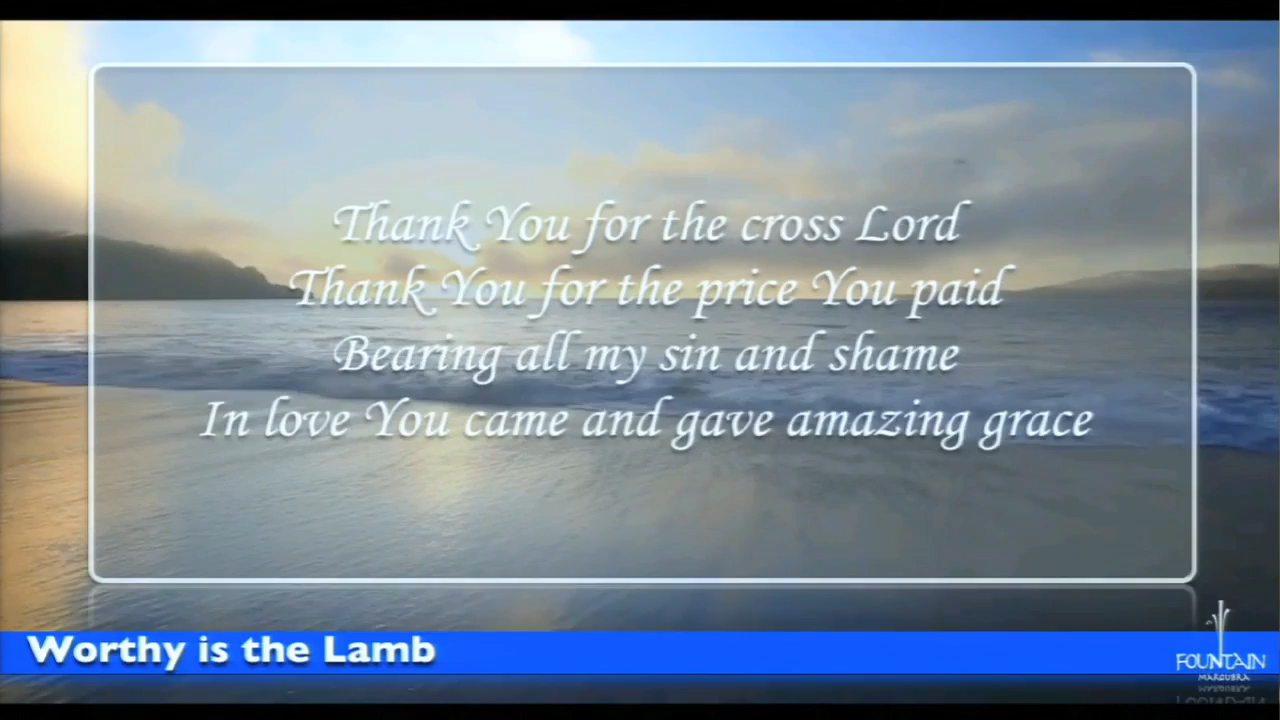 Thank You for the cross Lord
Thank You for the price You paid
Bearing all my sin and shame
In love You came and gave amazing grace
Worthy is the Lamb
FOUNTAIN
MAROUBRA